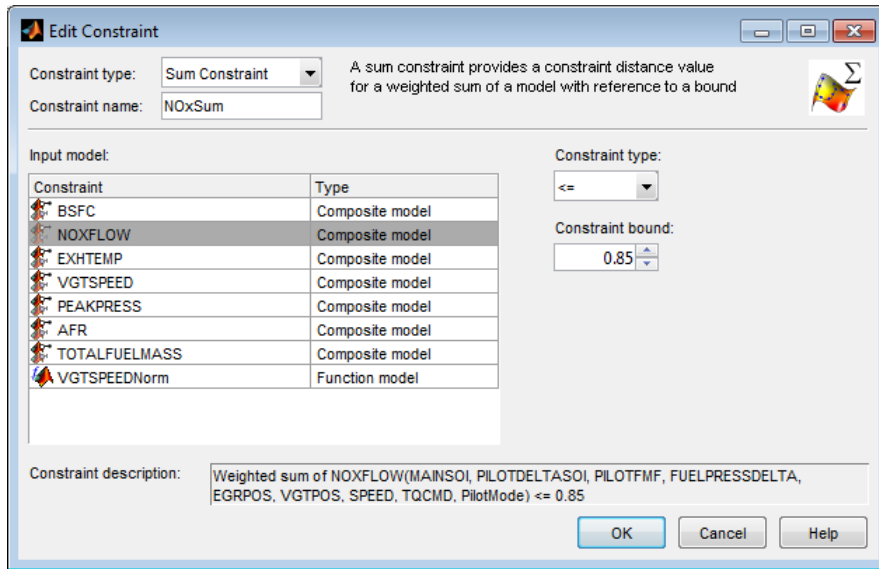 Edit Constraint
Constraint type:
Sum Constraint
A sum constraint provides a constraint distance value
for a weighted sum of a model with reference to a bound
Σ
Constraint name:
NOxSum
Input model:
Constraint Type
BSFC Composite model
NOXFLOW Composite model
EXHTEMP Composite model
VGTSPEED Composite model
PEAKPRESS Composite model
AFR Composite model
TOTALFUELMASS Composite model
VGTSPEEDNorm Function model
Constraint type:
<=
Constraint bound:
0.85
Constraint description:
Weighted sum of NOXFLOW(MAINSOI, PILOTDELTASOI, PILOTFMF, FUELPRESSDELTA,
EGRPOS, VGTPOS, SPEED, TQCMD, PilotMode) <= 0.85
OK Cancel Help